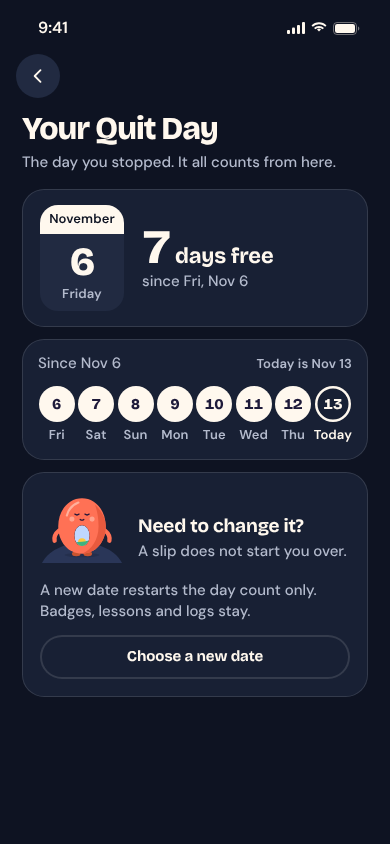 9:41
Your Quit Day
The day you stopped. It all counts from here.
November
6
Friday
7 days free
since Fri, Nov 6
Since Nov 6
Today is Nov 13
6 7 8 9 10 11 12 13
Fri Sat Sun Mon Tue Wed Thu Today
Need to change it?
A slip does not start you over.
A new date restarts the day count only.
Badges, lessons and logs stay.
Choose a new date